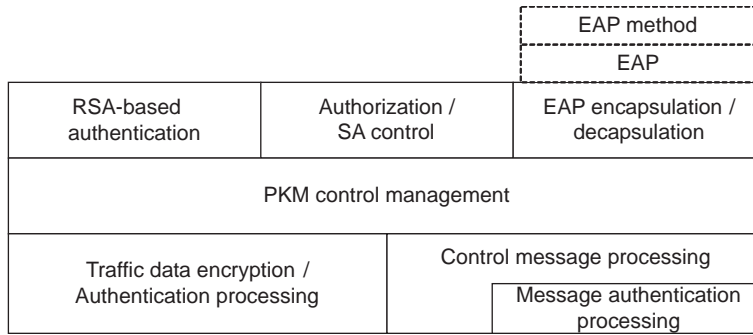 EAP method
EAP
RSA-based
authentication
Authorization /
SA control
EAP encapsulation /
decapsulation
PKM control management
Traffic data encryption /
Authentication processing
Control message processing
Message authentication
processing